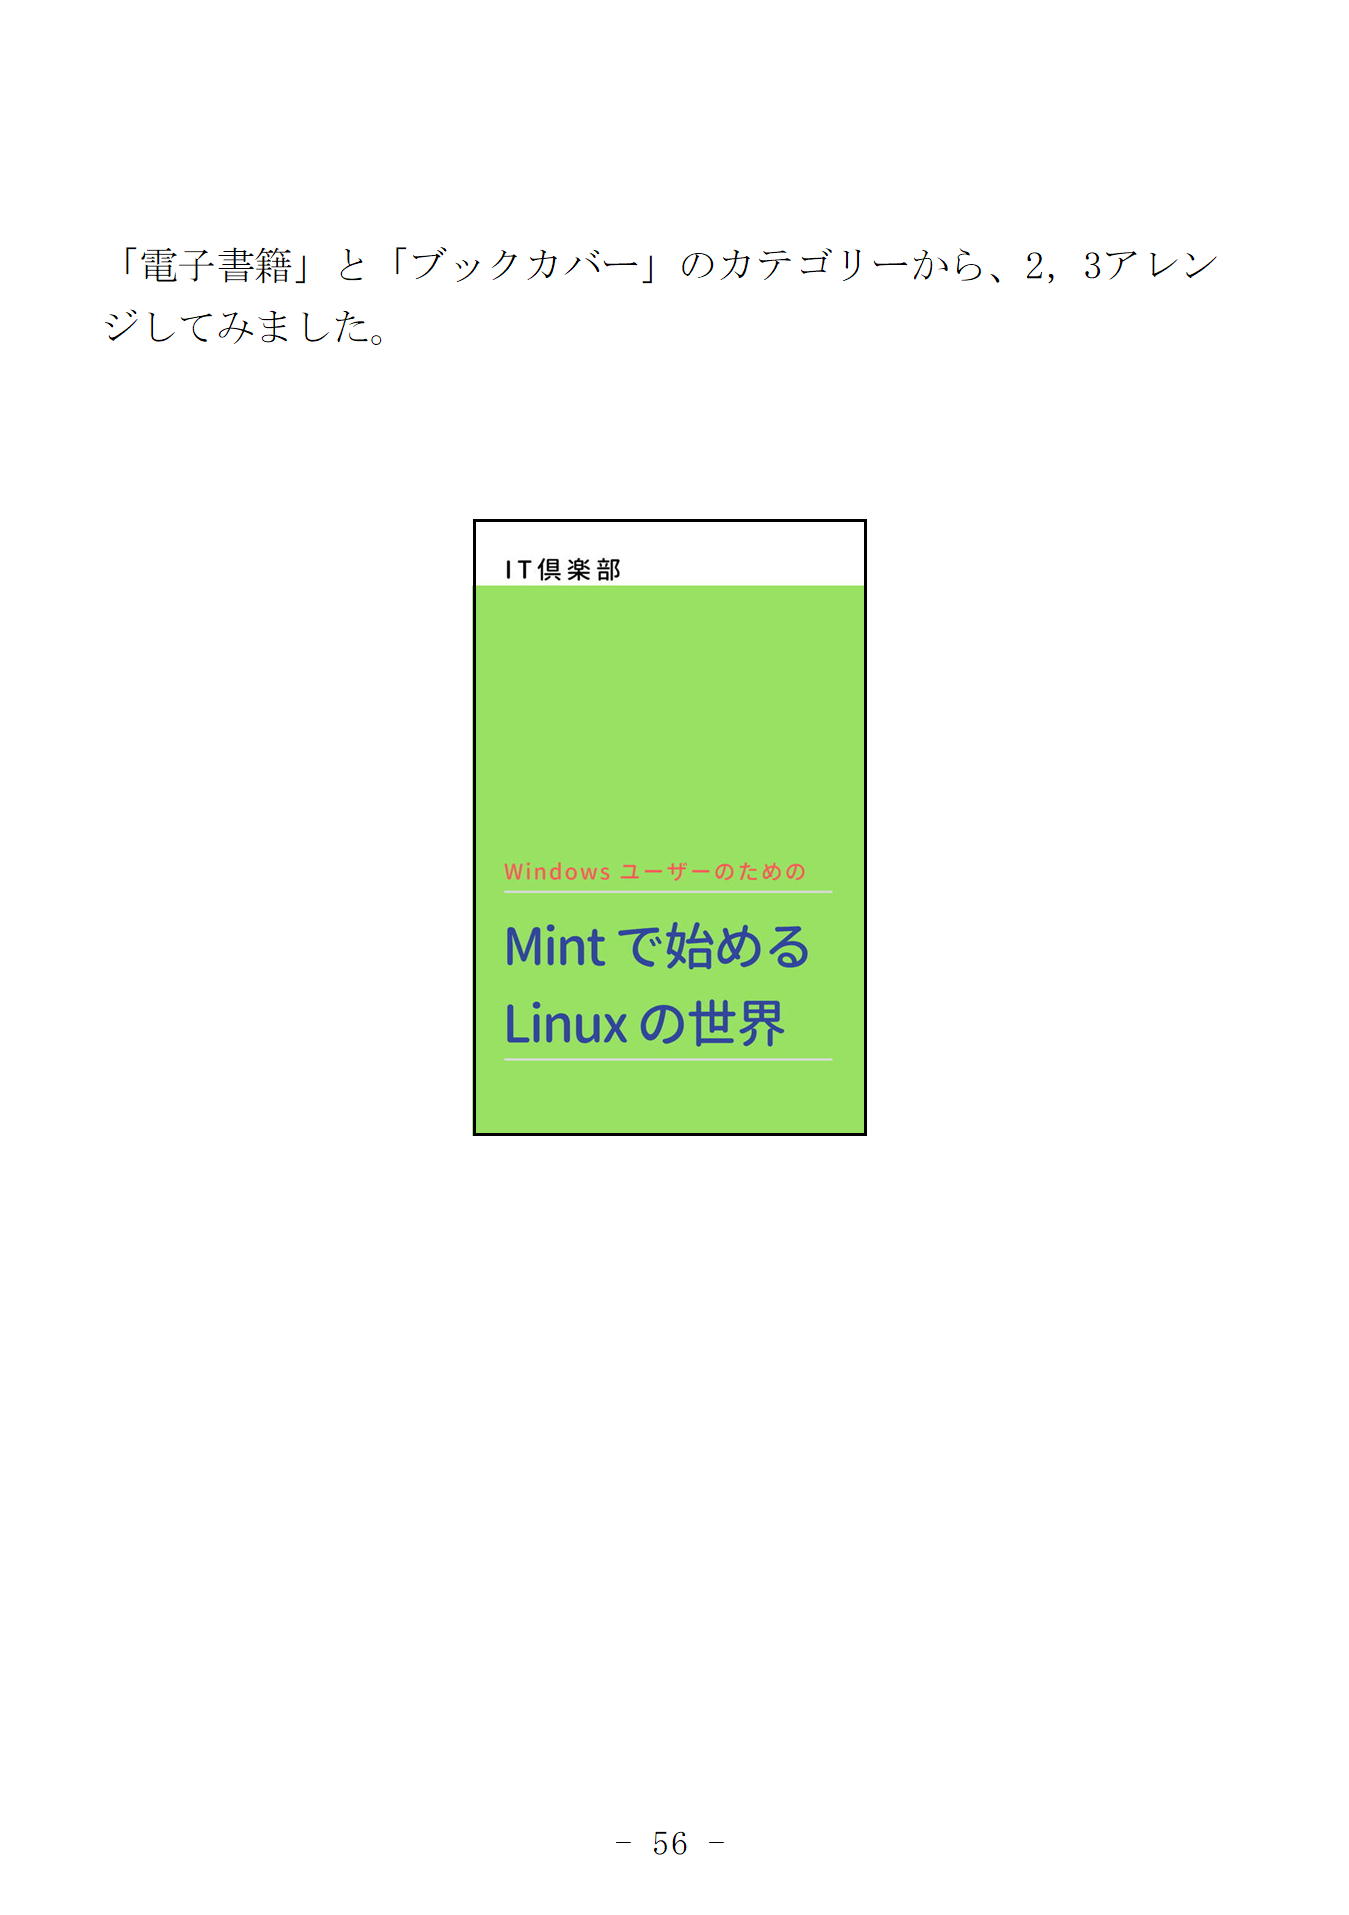 「電子書籍」と「ブックカバー」のカテゴリーから、2, 3アレン
ジしてみました。
IT倶楽部
Windows ユーザーのための
Mint で始める
Linux の世界
- 56 -